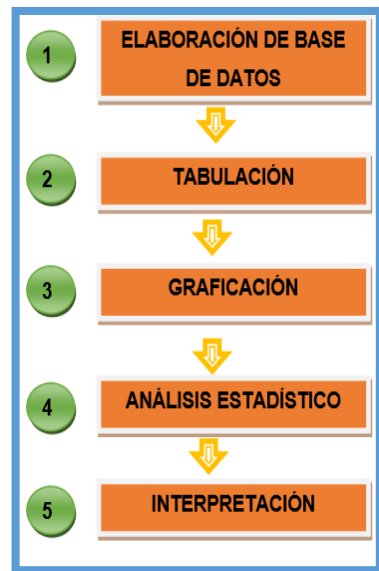 1
ELABORACIÓN DE BASE
DE DATOS
2
TABULACIÓN
3
GRAFICACIÓN
4
ANÁLISIS ESTADÍSTICO
5
INTERPRETACIÓN